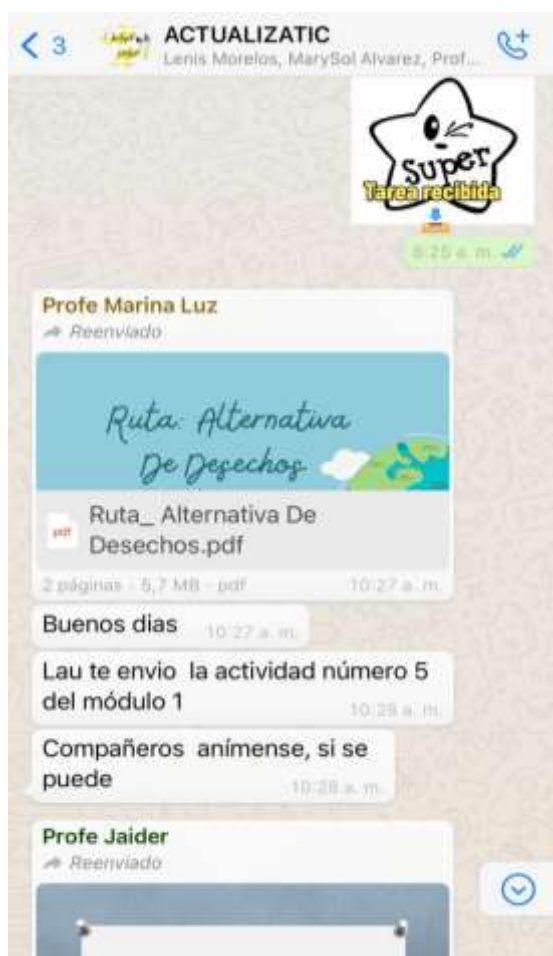 3
ACTUALIZATIC
Lenis Morelos, MarySol Alvarez, Prof...
Super
Tarea recibida
8:25 a. m.
Profe Marina Luz
Reenviado
Ruta: Alternativa
De Desechos
pdf
Ruta_ Alternativa De
Desechos.pdf
2 páginas - 5,7 MB - pdf
10:27 a. m.
Buenos dias
10:27 a. m.
Lau te envio la actividad número 5
del módulo 1
10:28 a. m.
Compañeros anímense, si se
puede
10:28 a. m.
Profe Jaider
Reenviado